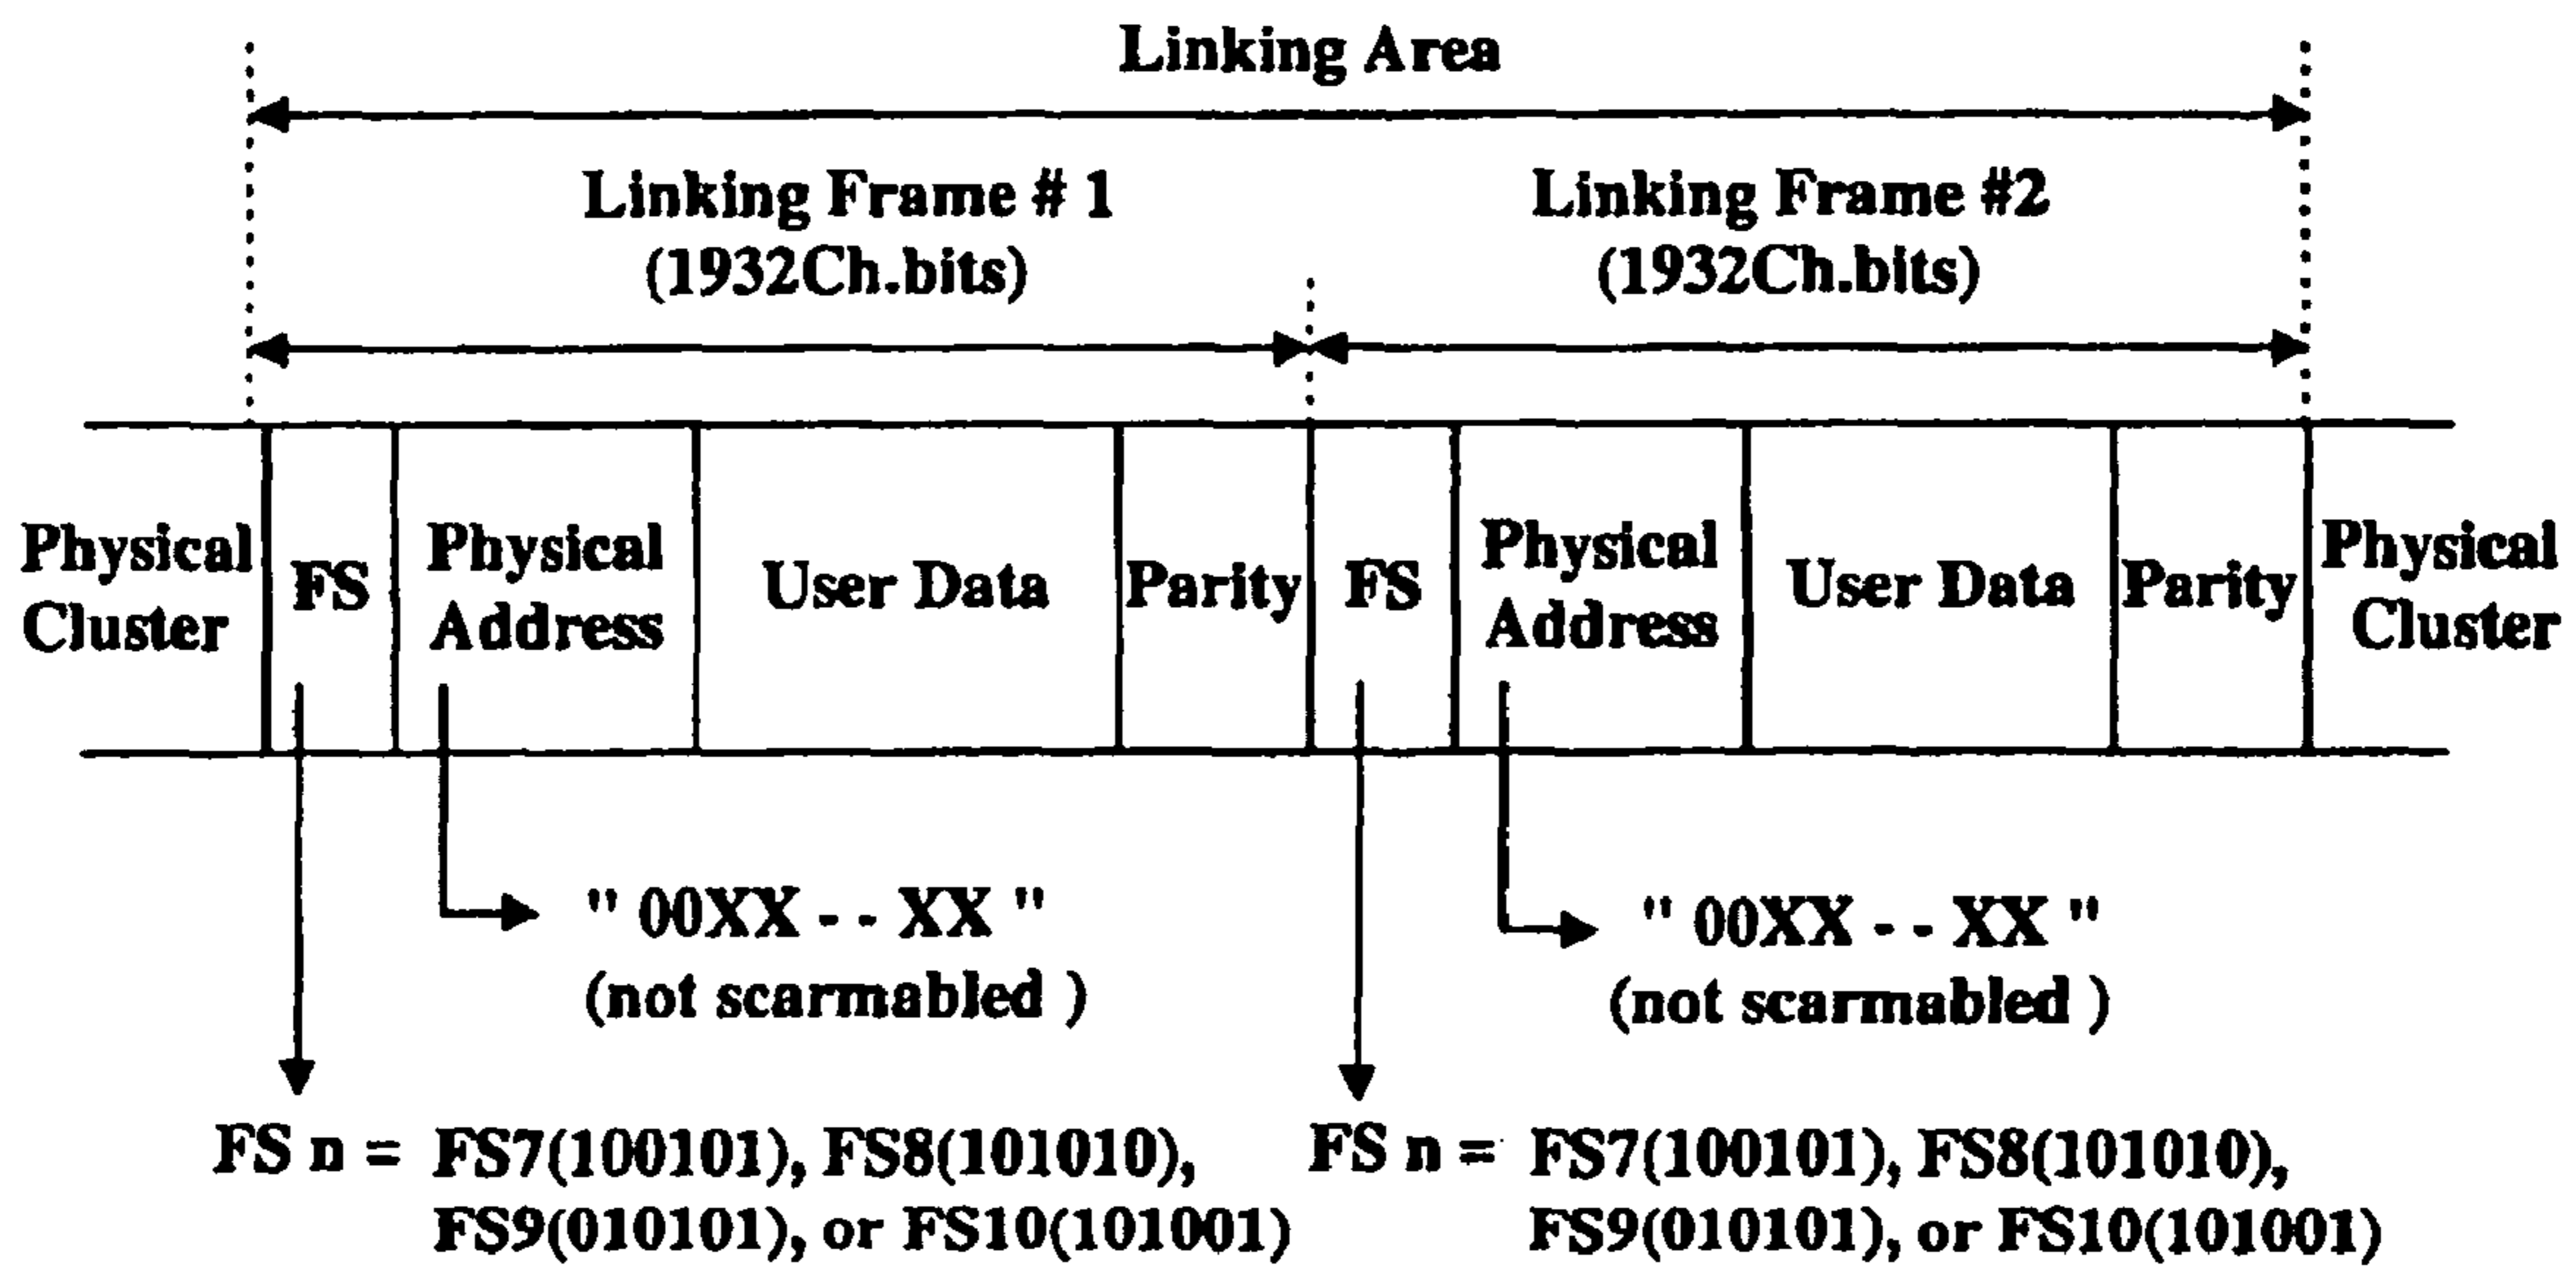 Linking Area
Linking Frame # 1
(1932Ch.bits)
Linking Frame #2
(1932Ch.bits)
Physical
Cluster
FS
Physical
Address
User Data
Parity
FS
Physical
Address
User Data
Parity
Physical
Cluster
" 00XX - - XX "
(not scarmabled )
" 00XX - - XX "
(not scarmabled )
FS n = FS7(100101), FS8(101010),
FS9(010101), or FS10(101001)
FS n = FS7(100101), FS8(101010),
FS9(010101), or FS10(101001)